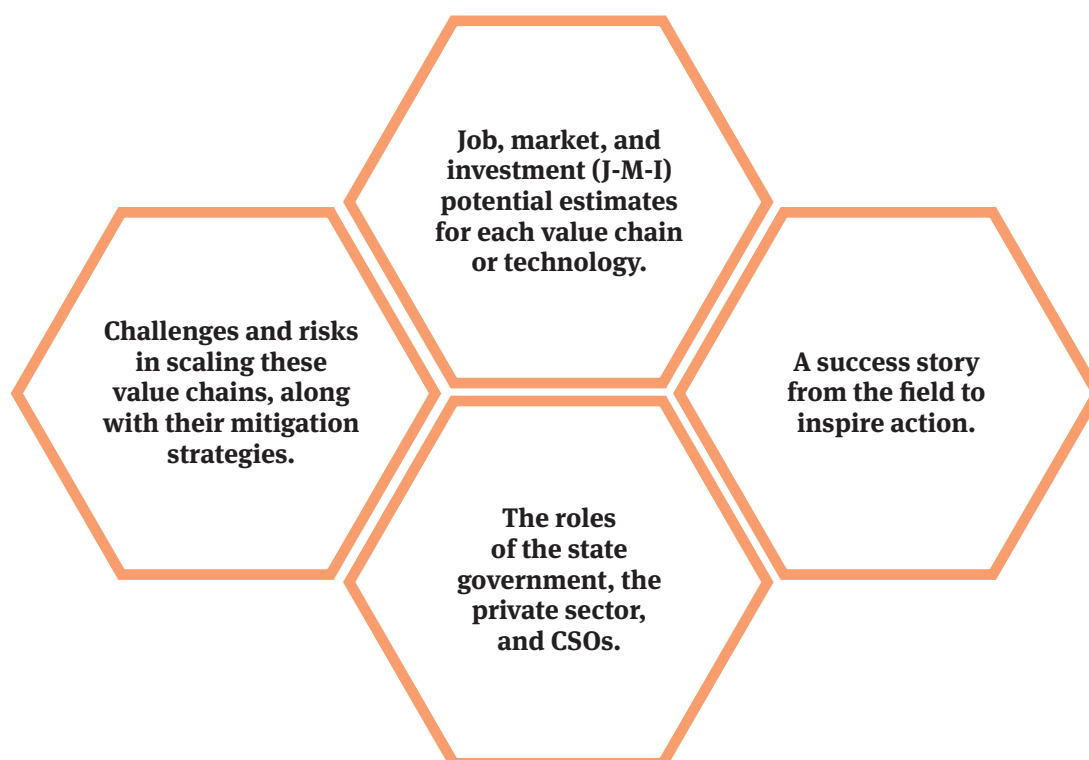 Job, market, and
investment (J-M-I)
potential estimates
for each value chain
or technology.
Challenges and risks
in scaling these
value chains, along
with their mitigation
strategies.
A success story
from the field to
inspire action.
The roles
of the state
government, the
private sector,
and CSOs.